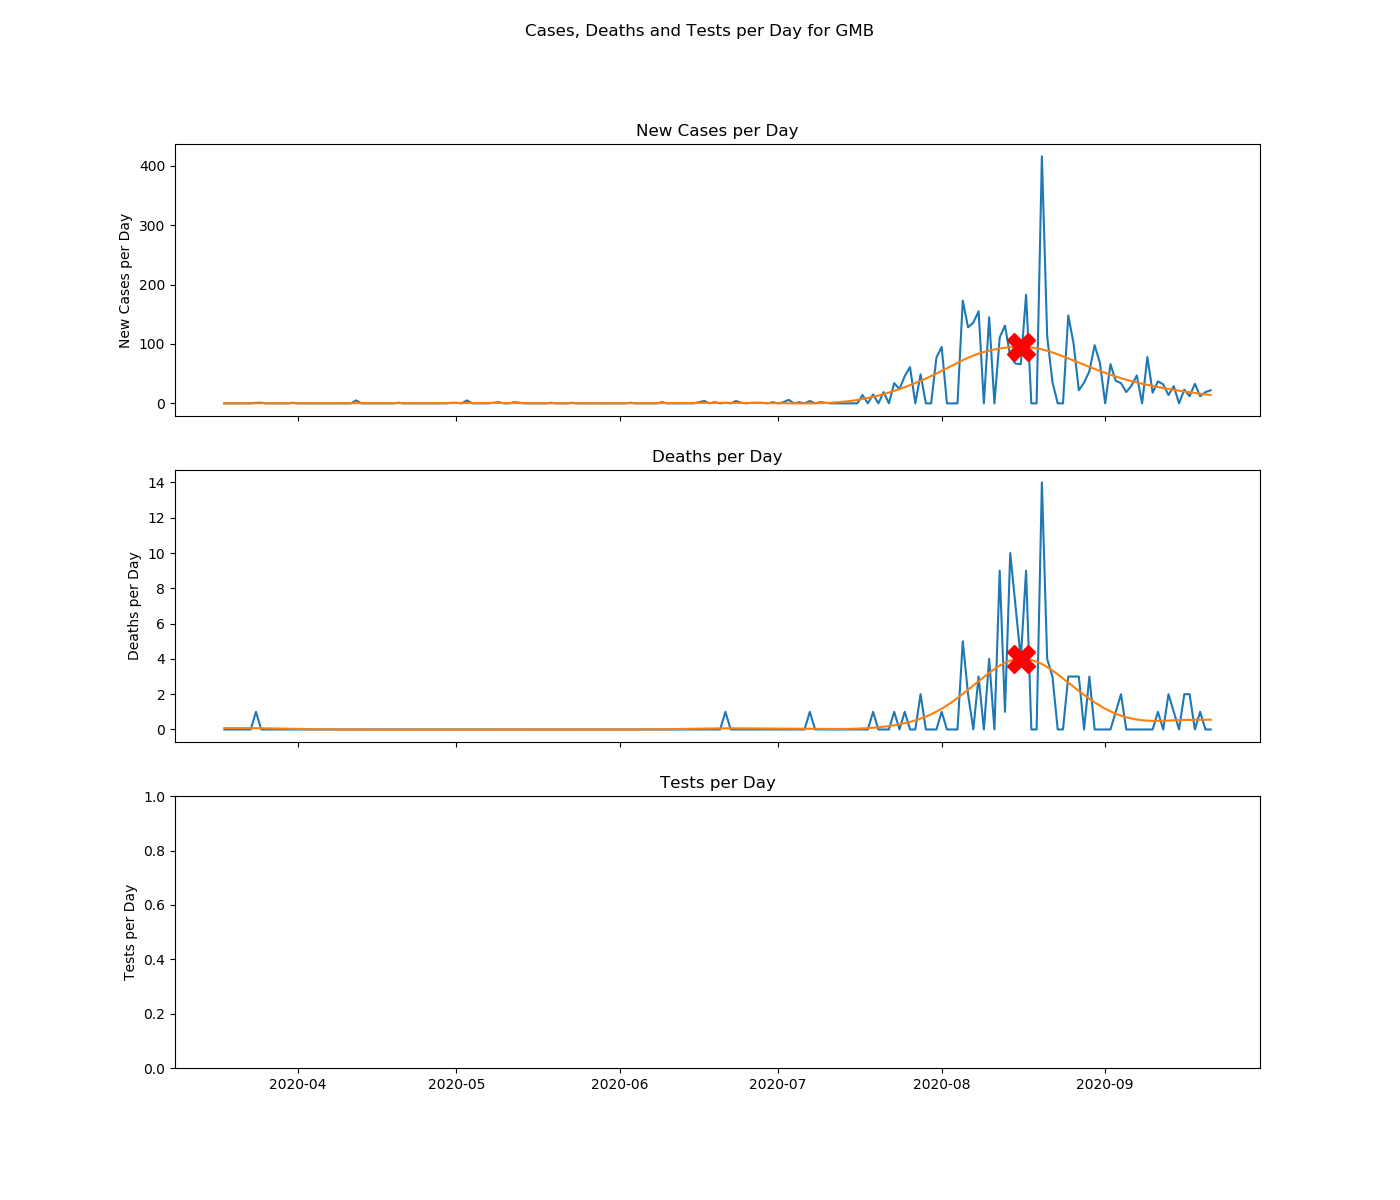 Cases, Deaths and Tests per Day for GMB
New Cases per Day
400
300
200
100
0
New Cases per Day
Deaths per Day
14
12
10
8
6
4
2
0
Deaths per Day
Tests per Day
1.0
0.8
0.6
0.4
0.2
0.0
Tests per Day
2020-04 2020-05 2020-06 2020-07 2020-08 2020-09